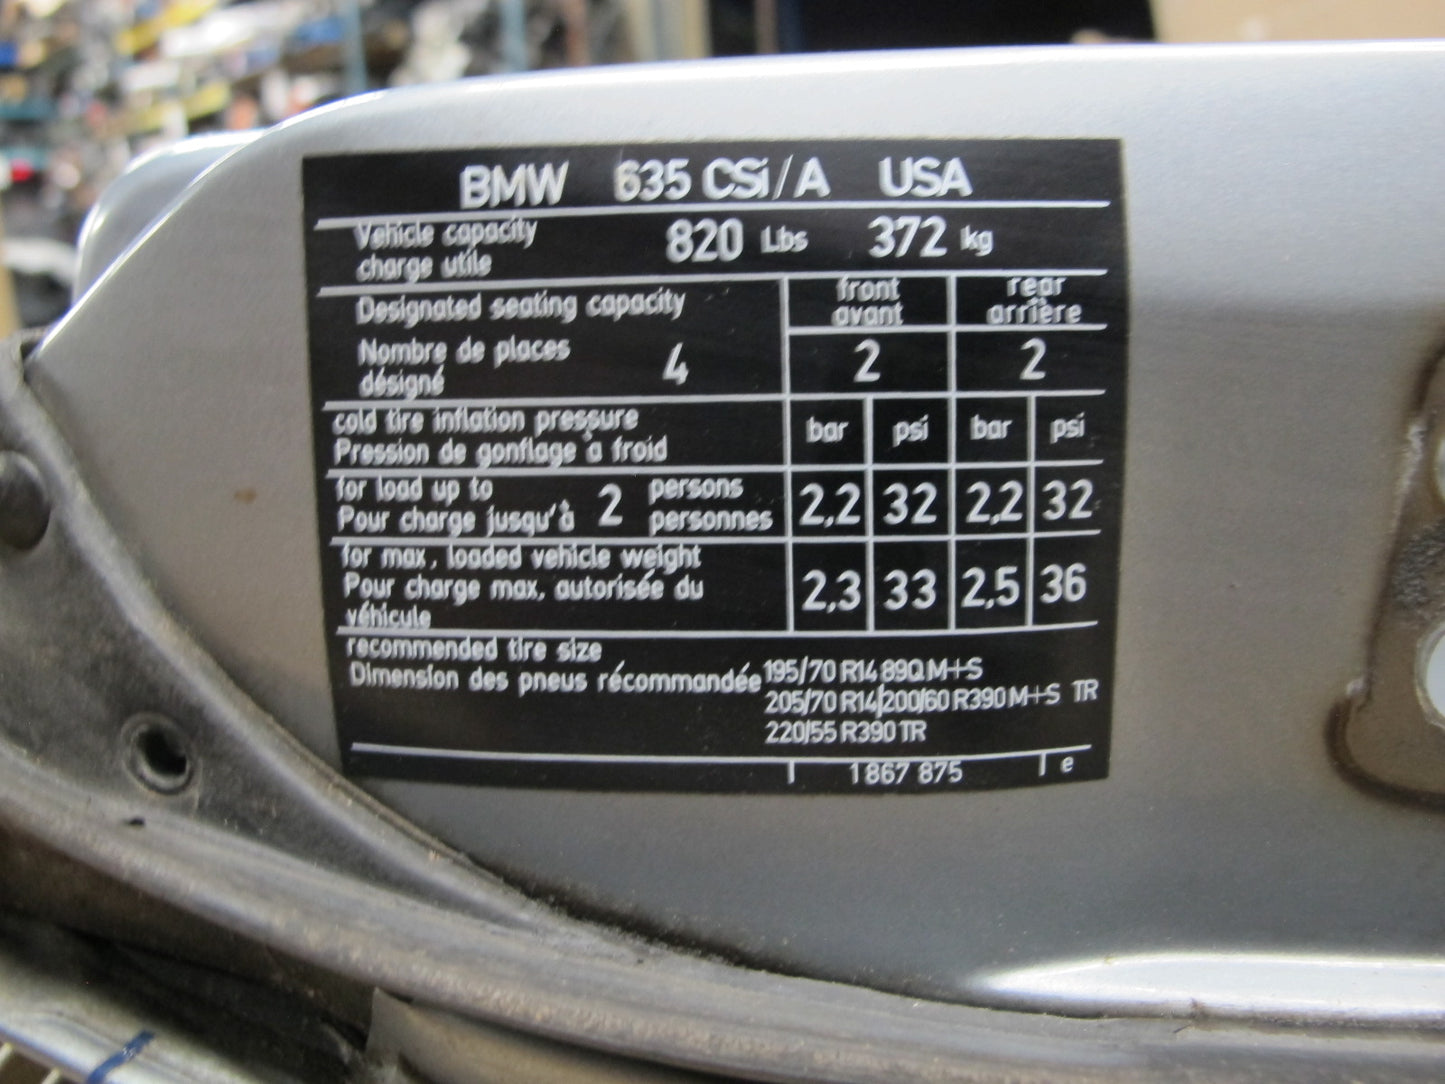 BMW 635 CSi/A USA
Vehicle capacity
charge utile
820 Lbs 372 kg
Designated seating capacity
Nombre de places
désigné
4
front
avant
rear
arrière
2 2
cold tire inflation pressure
Pression de gonflage à froid
bar psi bar psi
for load up to
Pour charge jusqu'à
2
persons
personnes
2,2 32 2,2 32
for max. loaded vehicle weight
Pour charge max. autorisée du
véhicule
2,3 33 2,5 36
recommended tire size
Dimension des pneus récommandée
195/70 R14 89Q M+S
205/70 R14/200/60 R390 M+S TR
220/55 R390 TR
1 867 875 e